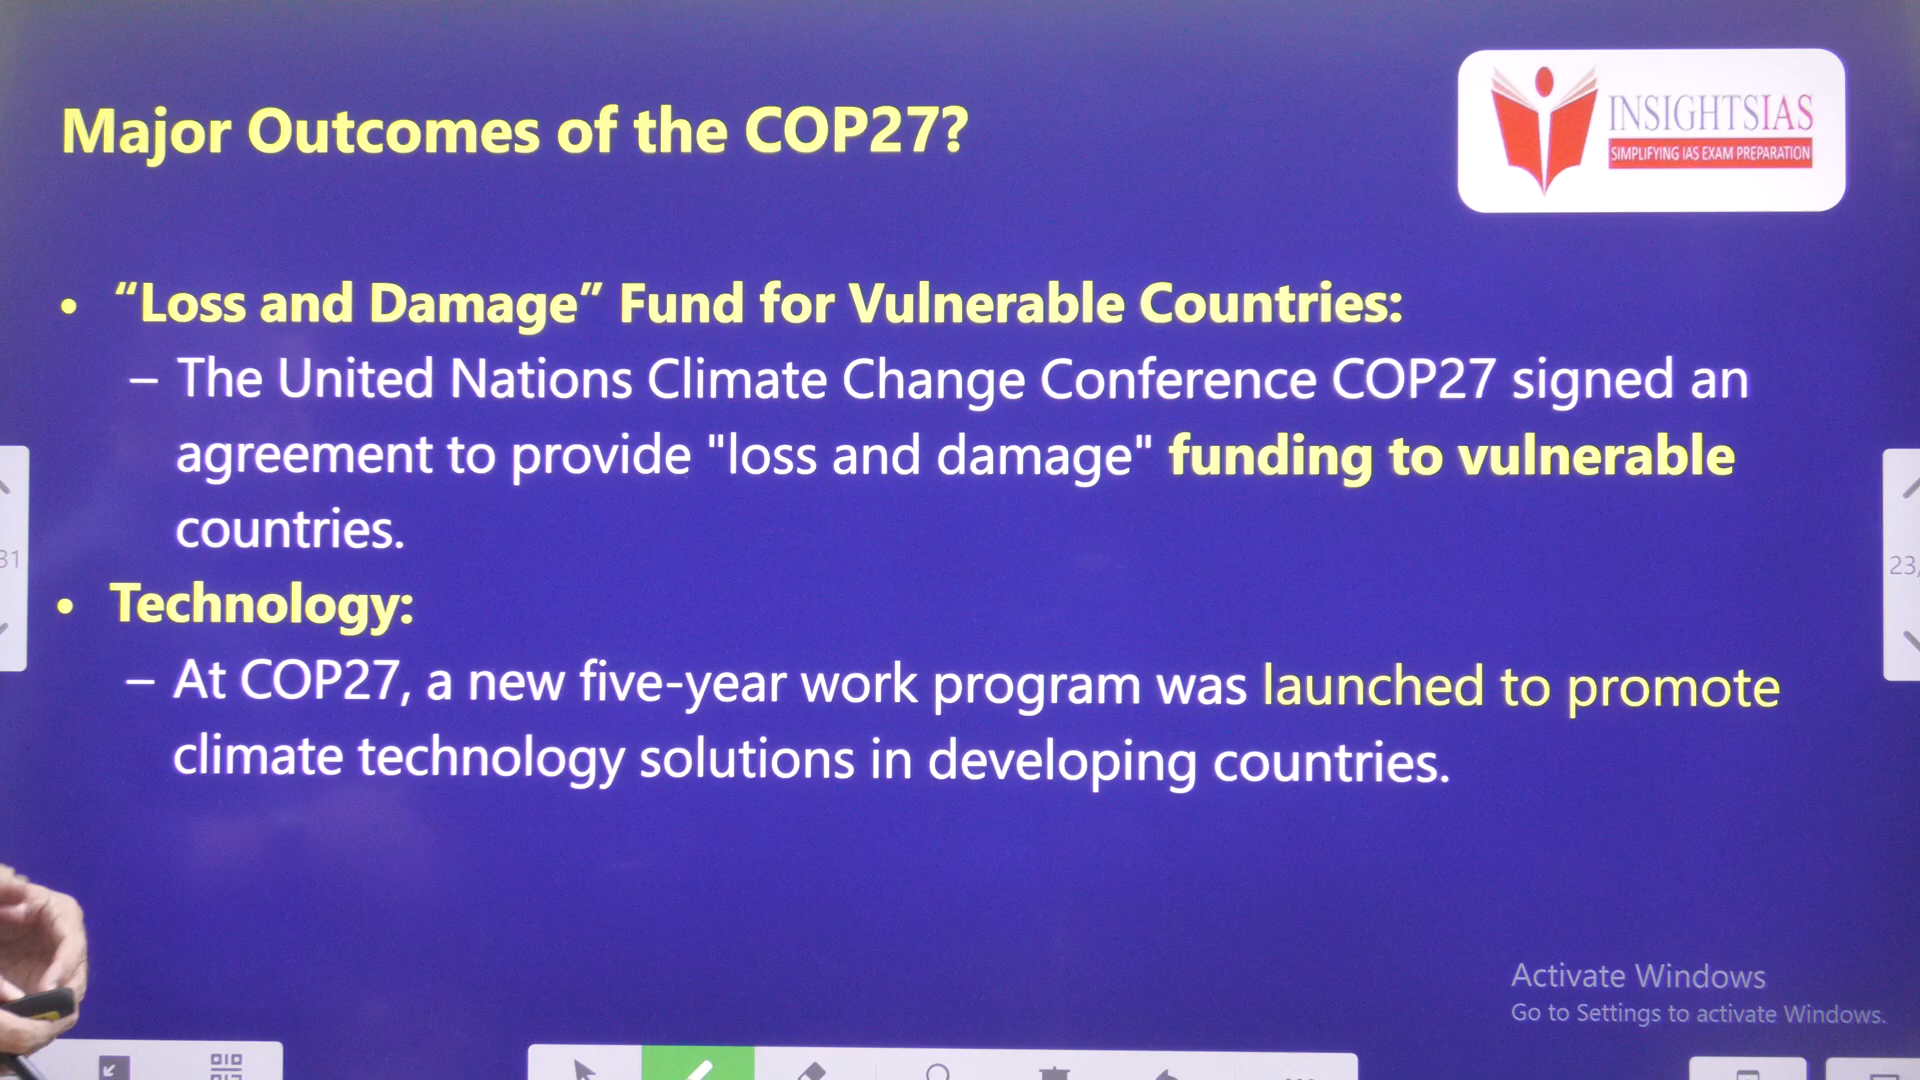 Major Outcomes of the COP27?
INSIGHTSIAS
SIMPLIFYING IAS EXAM PREPARATION
• “Loss and Damage” Fund for Vulnerable Countries:
– The United Nations Climate Change Conference COP27 signed an
agreement to provide "loss and damage" funding to vulnerable
countries.
31
23
• Technology:
– At COP27, a new five-year work program was launched to promote
climate technology solutions in developing countries.
Activate Windows
Go to Settings to activate Windows.